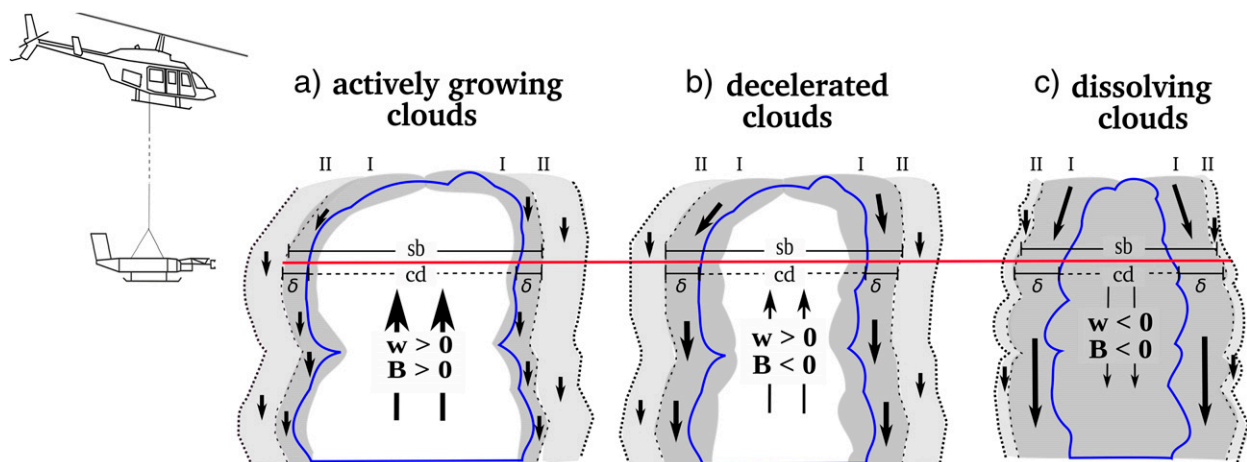 a) actively growing
clouds
b) decelerated
clouds
c) dissolving
clouds
II I I II
II I I II
II I I II
sb
cd
δ δ
w > 0
B > 0
sb
cd
δ δ
w > 0
B < 0
sb
cd
δ δ
w < 0
B < 0